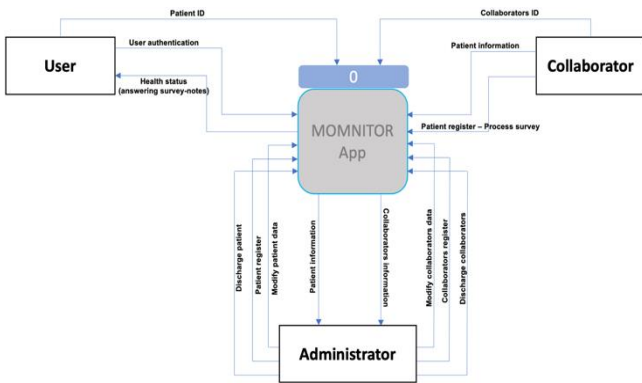 Patient ID
Collaborators ID
User
User authentication
Health status
(answering survey-notes)
0
MOMNITOR
App
Patient information
Collaborator
Patient register – Process survey
Discharge patient
Patient register
Modify patient data
Patient information
Collaborators information
Modify collaborators data
Collaborators register
Discharge collaborators
Administrator